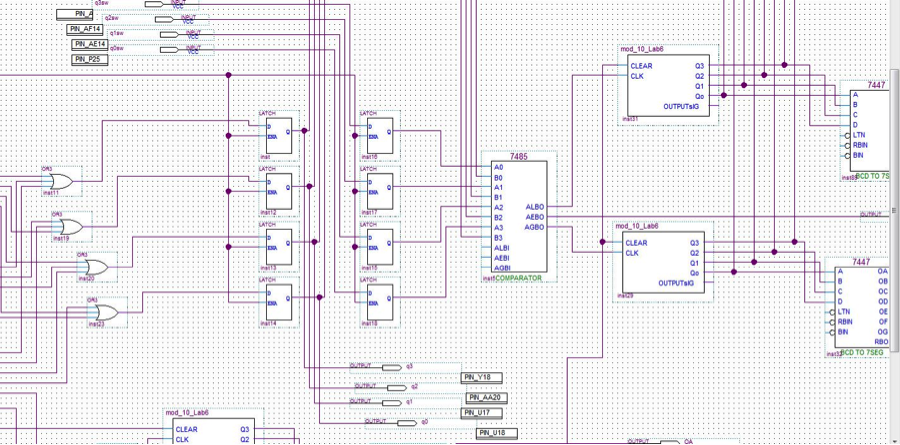 q3sw INPUT VCC
PIN_A
q2sw INPUT VCC
PIN_AF14
q1sw INPUT VCC
PIN_AE14
q0sw INPUT VCC
PIN_P25
mod_10_Lab6
CLEAR Q3
CLK Q2
Q1
Qo
OUTPUTsIG
inst31
7447
A
B
C
D
LTN
RBIN
BIN
BCD TO 7S
LATCH
D Q
ENA
inst
LATCH
D Q
ENA
inst16
LATCH
D Q
ENA
inst12
LATCH
D Q
ENA
inst17
LATCH
D Q
ENA
inst13
LATCH
D Q
ENA
inst15
LATCH
D Q
ENA
inst14
LATCH
D Q
ENA
inst18
OR3
inst11
OR3
inst19
OR3
inst20
OR3
inst23
7485
A0
B0
A1
B1
A2 ALBO
B2 AEBO
A3 AGBO
B3
ALBI
AEBI
AGBI
COMPARATOR
OUTPUT
mod_10_Lab6
CLEAR Q3
CLK Q2
Q1
Qo
OUTPUTsIG
inst29
7447
A OA
B OB
C OC
D OD
LTN OE
RBIN OF
BIN OG
RBO
BCD TO 7SEG
OUTPUT q3
PIN_Y18
OUTPUT q2
PIN_AA20
OUTPUT q1
PIN_U17
OUTPUT q0
PIN_U18
mod_10_Lab6
CLEAR Q3
CLK Q2
OUTPUT OA